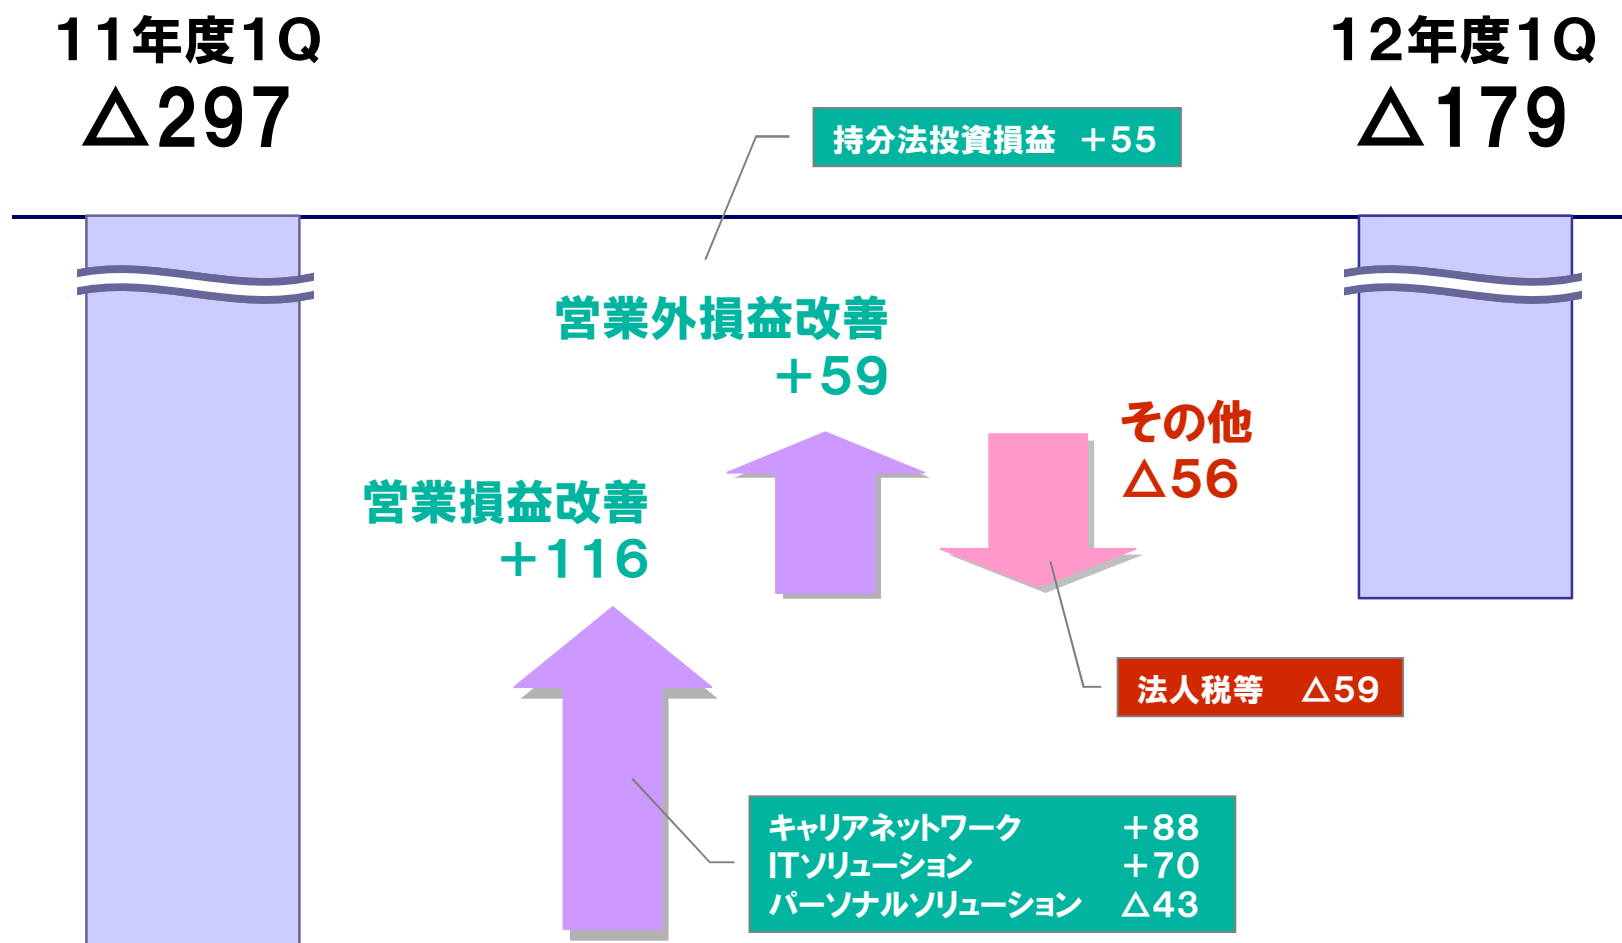 11年度1Q
△297
12年度1Q
△179
持分法投資損益 +55
営業外損益改善
+59
その他
△56
営業損益改善
+116
法人税等 △59
キャリアネットワーク +88
ITソリューション +70
パーソナルソリューション △43